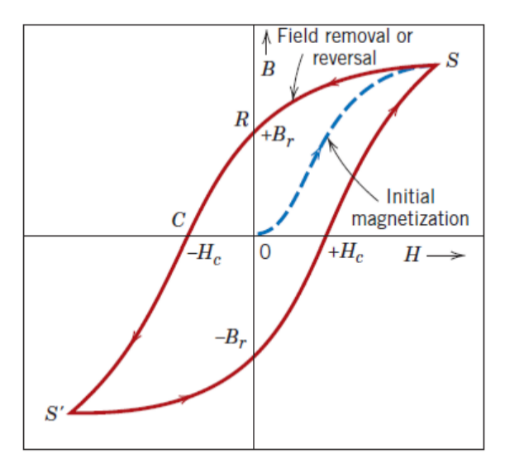 Field removal or
reversal
B
S
R
+Br
Initial
magnetization
C
−Hc
0
+Hc
H
−Br
S'